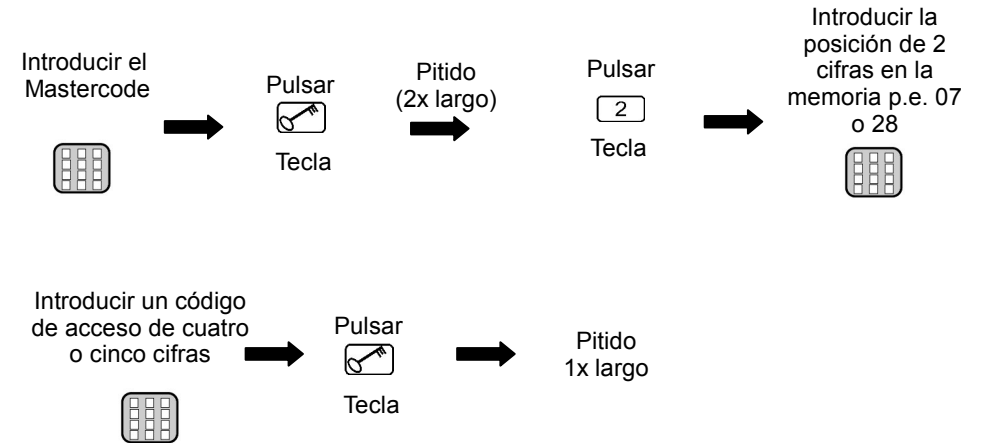 Introducir el
Mastercode
Pulsar
Tecla
Pitido
(2x largo)
Pulsar
2
Tecla
Introducir la
posición de 2
cifras en la
memoria p.e. 07
o 28
Introducir un código
de acceso de cuatro
o cinco cifras
Pulsar
Tecla
Pitido
1x largo